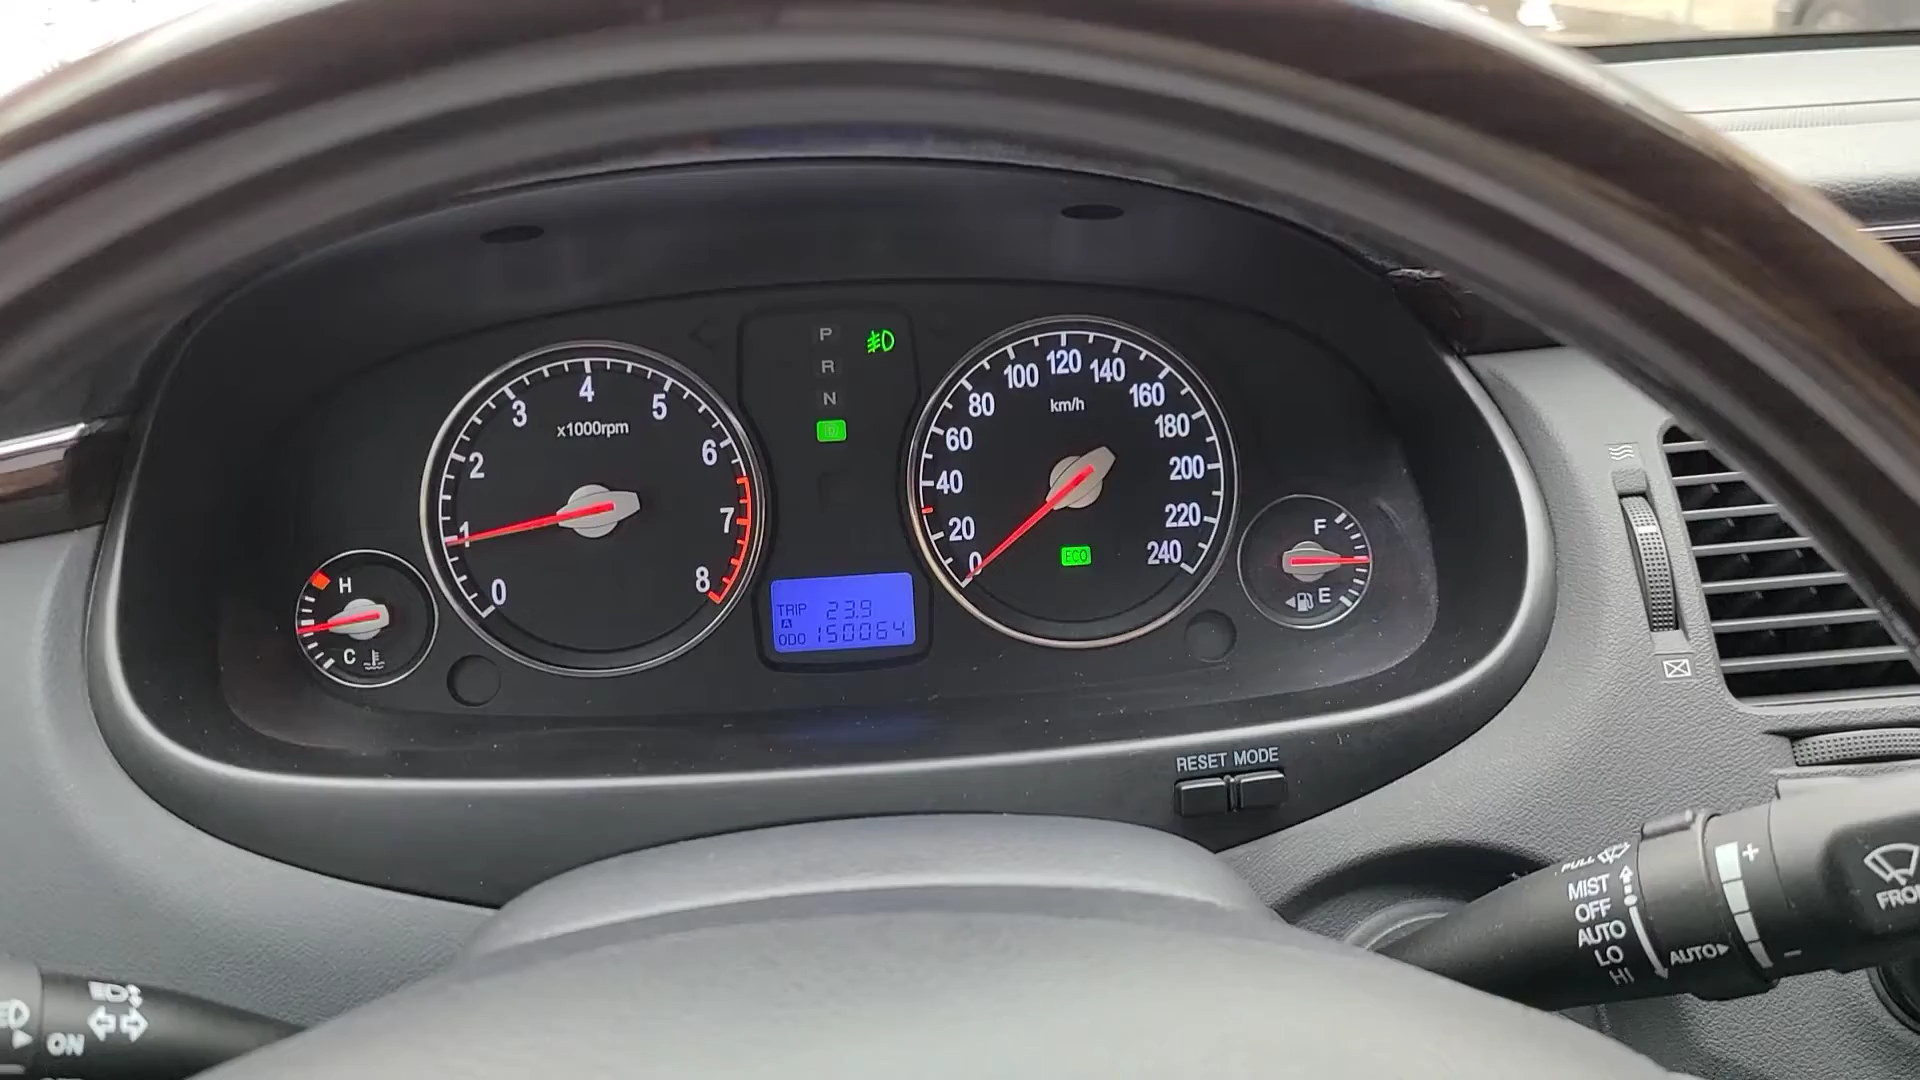 P
R
N
D
x1000rpm
0
1
2
3
4
5
6
7
8
km/h
0
20
40
60
80
100
120
140
160
180
200
220
240
ECO
H
C
F
E
TRIP 23.9
A
ODO 150064
RESET MODE
PULL
MIST
OFF
AUTO
LO
HI
AUTO
+
−
ON